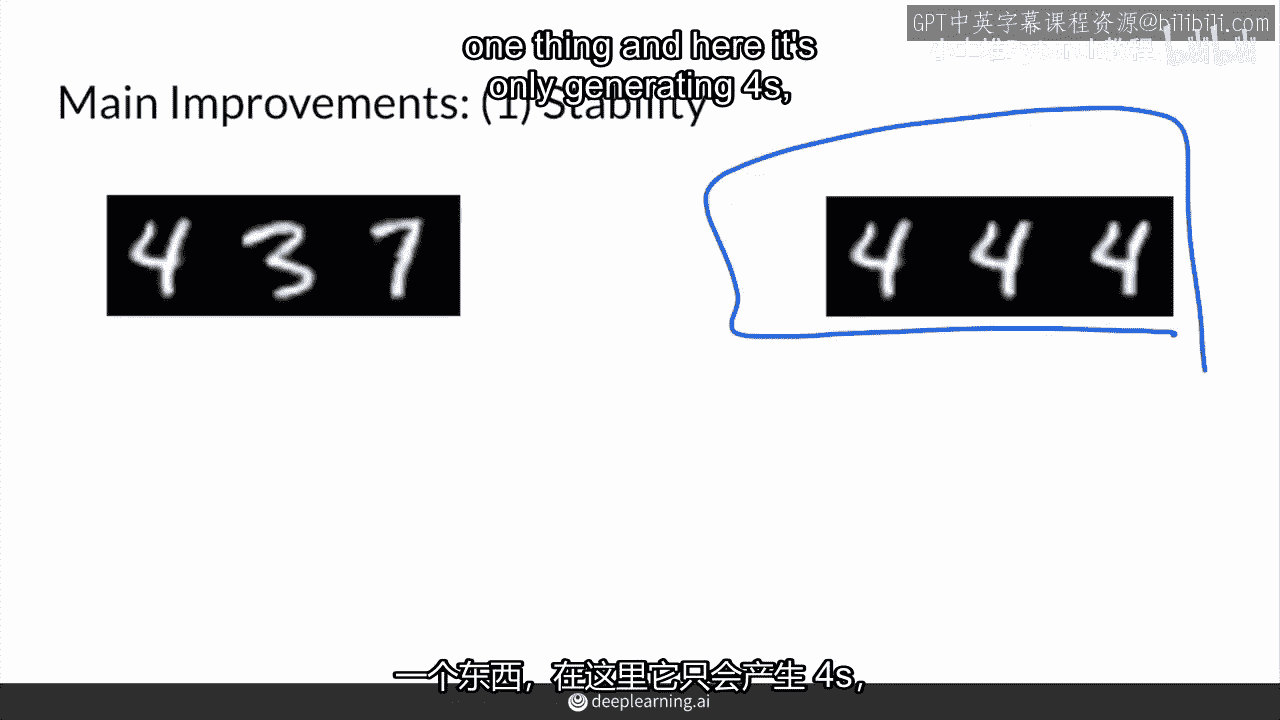 GPT中英字幕课程资源@bilibili.com
one thing and here it's
only generating 4s,
Main Improvements: (1) Stability
4 3 7
4 4 4
一个东西，在这里它只会产生 4s，
deeplearning.ai